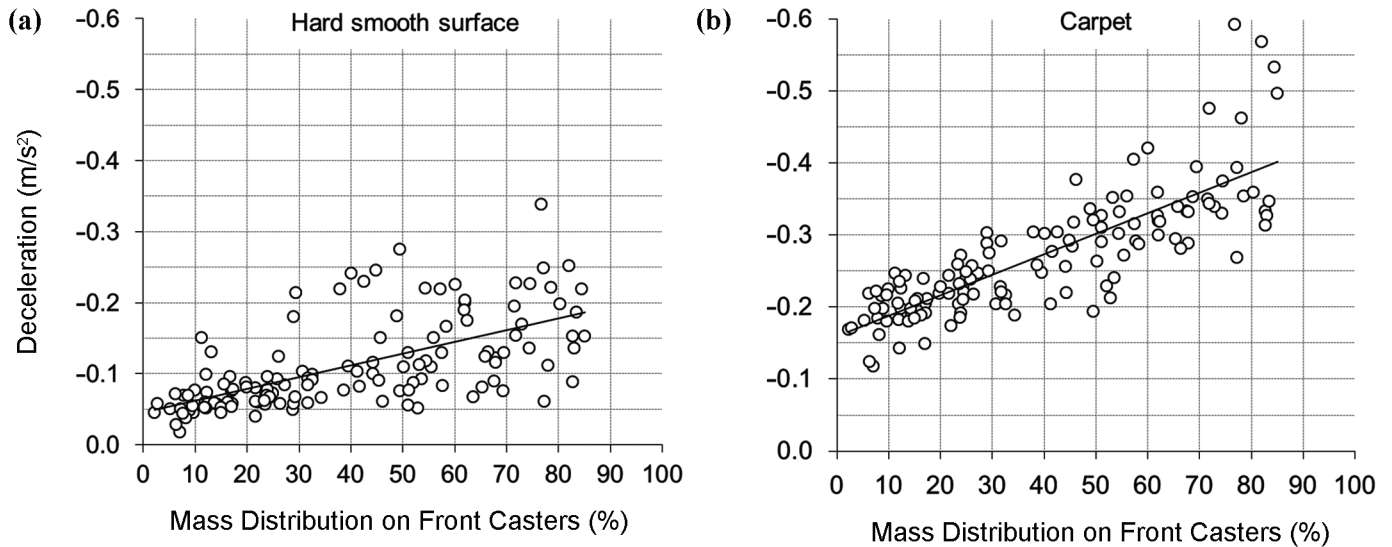 (a)
Hard smooth surface
Deceleration (m/s²)
−0.6
−0.5
−0.4
−0.3
−0.2
−0.1
0.0
0 10 20 30 40 50 60 70 80 90 100
Mass Distribution on Front Casters (%)
(b)
Carpet
−0.6
−0.5
−0.4
−0.3
−0.2
−0.1
0.0
0 10 20 30 40 50 60 70 80 90 100
Mass Distribution on Front Casters (%)